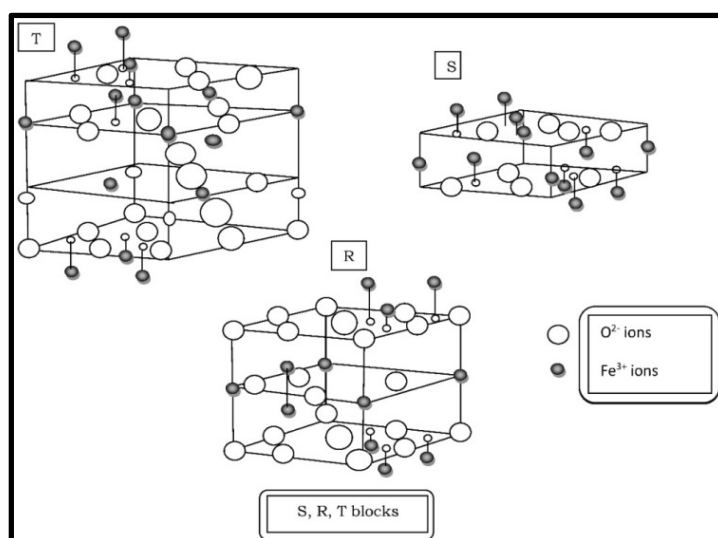 T
S
R
O²⁻ ions
Fe³⁺ ions
S, R, T blocks